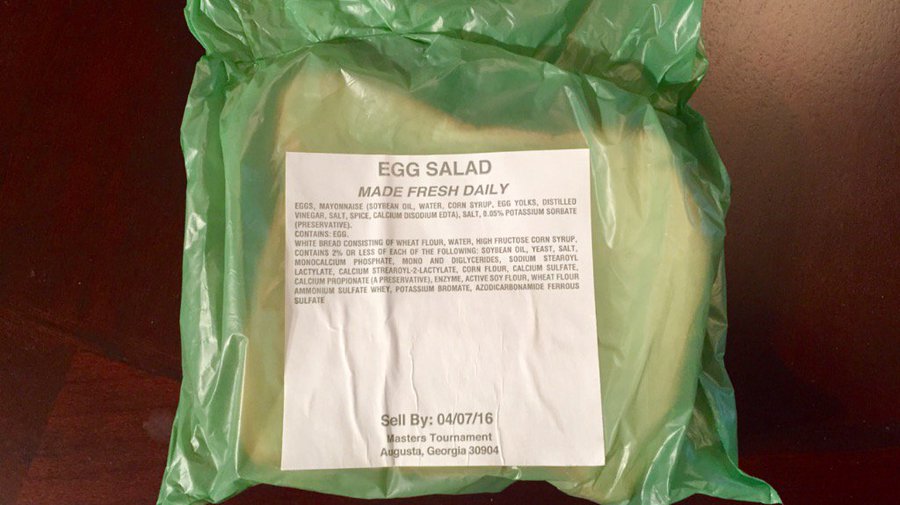 EGG SALAD
MADE FRESH DAILY
EGGS, MAYONNAISE (SOYBEAN OIL, WATER, CORN SYRUP, EGG YOLKS, DISTILLED
VINEGAR, SALT, SPICE, CALCIUM DISODIUM EDTA), SALT, 0.05% POTASSIUM SORBATE
(PRESERVATIVE).
CONTAINS: EGG.
WHITE BREAD CONSISTING OF WHEAT FLOUR, WATER, HIGH FRUCTOSE CORN SYRUP,
CONTAINS 2% OR LESS OF EACH OF THE FOLLOWING: SOYBEAN OIL, YEAST, SALT,
MONOCALCIUM PHOSPHATE, MONO AND DIGLYCERIDES, SODIUM STEAROYL
LACTYLATE, CALCIUM STREAROYL-2-LACTYLATE, CORN FLOUR, CALCIUM SULFATE,
CALCIUM PROPIONATE (A PRESERVATIVE), ENZYME, ACTIVE SOY FLOUR, WHEAT FLOUR
AMMONIUM SULFATE WHEY, POTASSIUM BROMATE, AZODICARBONAMIDE FERROUS
SULFATE
Sell By: 04/07/16
Masters Tournament
Augusta, Georgia 30904